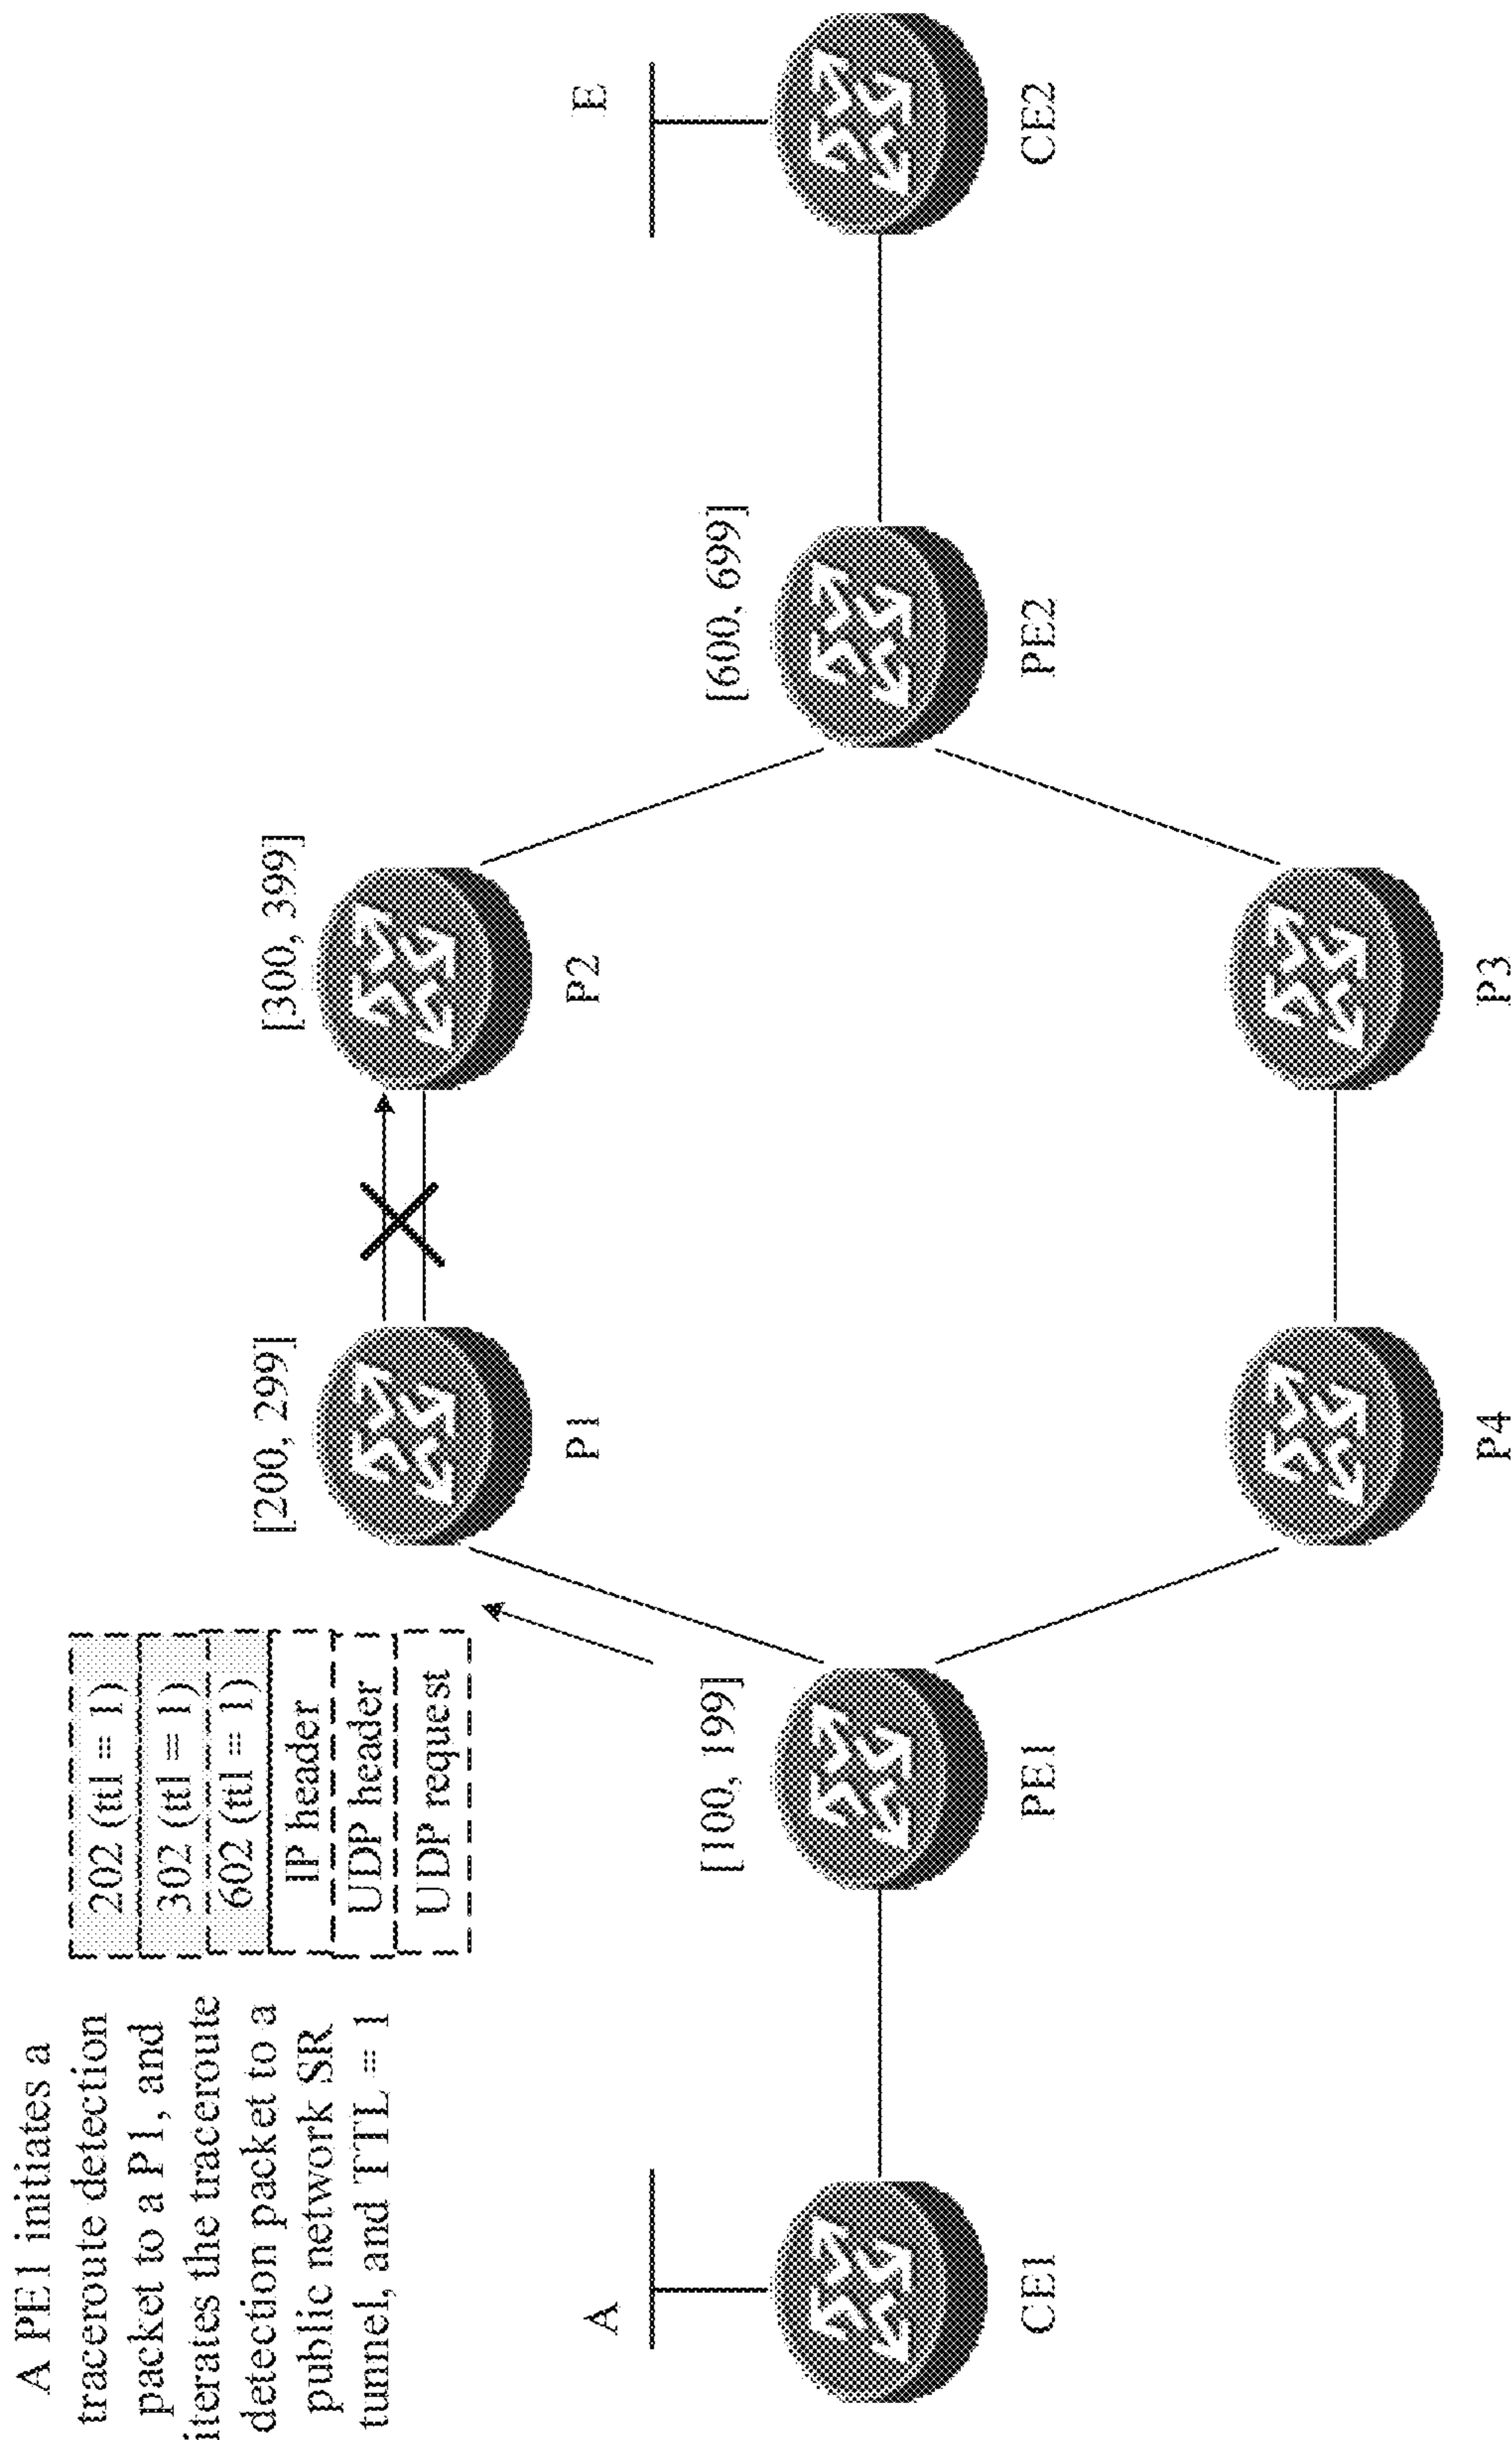 A PE1 initiates a
traceroute detection
packet to a P1, and
iterates the traceroute
detection packet to a
public network SR
tunnel, and TTL = 1
202 (ttl = 1)
302 (ttl = 1)
602 (ttl = 1)
IP header
UDP header
UDP request
[200, 299]
P1
[300, 399]
P2
A
CE1
[100, 199]
PE1
[600, 699]
PE2
E
CE2
P4
P3